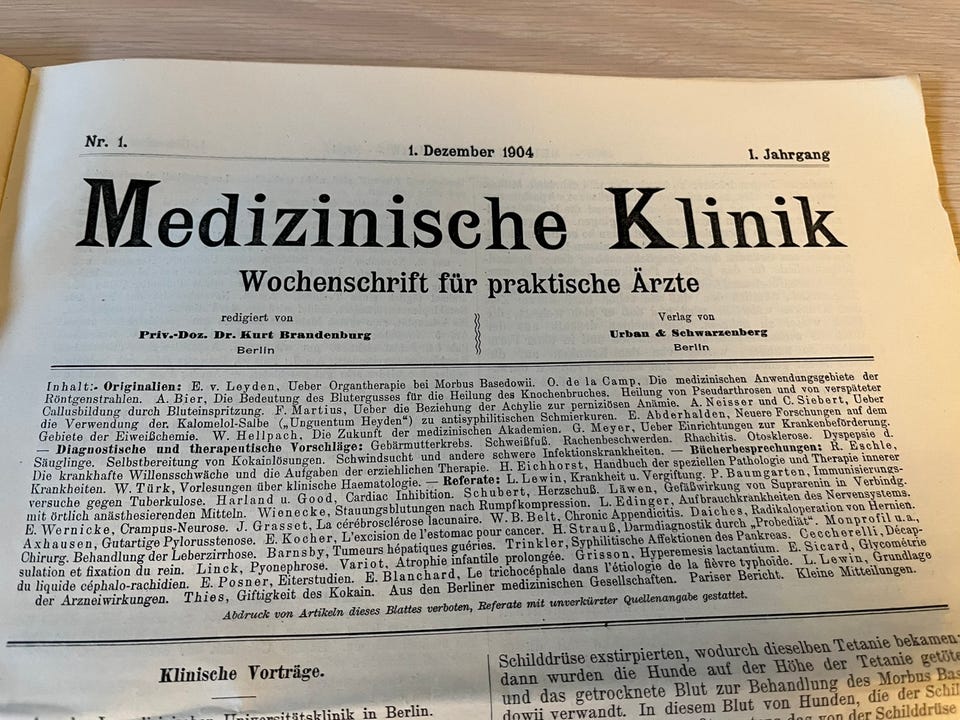 Nr. 1.
1. Dezember 1904
1. Jahrgang
Medizinische Klinik
Wochenschrift für praktische Ärzte
redigiert von
Priv.-Doz. Dr. Kurt Brandenburg
Berlin
Verlag von
Urban & Schwarzenberg
Berlin
Inhalt: Originalien: E. v. Leyden, Ueber Organtherapie bei Morbus Basedowii. O. de la Camp, Die medizinischen Anwendungsgebiete der
Röntgenstrahlen. A. Bier, Die Bedeutung des Blutergusses für die Heilung des Knochenbruches. Heilung von Pseudarthrosen und von verspäteter
Callusbildung durch Bluteinspritzung. F. Martius, Ueber die Beziehung der Achylie zur perniziösen Anämie. A. Neisser und C. Siebert, Ueber
die Verwendung der Kalomelol-Salbe („Unguentum Heyden“) zu antisyphilitischen Schmierkuren. E. Abderhalden, Neuere Forschungen auf dem
Gebiete der Eiweißchemie. W. Hellpach, Die Zukunft der medizinischen Akademien. G. Meyer, Ueber Einrichtungen zur Krankenbeförderung.
— Diagnostische und therapeutische Vorschläge: Gebärmutterkrebs. Schweißfuß. Rachenbeschwerden. Rhachitis. Otosklerose. Dyspepsie d.
Säuglinge. Selbstbereitung von Kokainlösungen. Schwindsucht und andere schwere Infektionskrankheiten. — Bücherbesprechungen: R. Eschle,
Die krankhafte Willensschwäche und die Aufgaben der erziehlichen Therapie. H. Eichhorst, Handbuch der speziellen Pathologie und Therapie innerer
Krankheiten. W. Türk, Vorlesungen über klinische Haematologie. — Referate: L. Lewin, Krankheit u. Vergiftung. P. Baumgarten, Immunisierungs-
versuche gegen Tuberkulose. Harland u. Good, Cardiac Inhibition. Schubert, Herzschuß. Läwen, Gefäßwirkung von Suprarenin in Verbindg.
mit örtlich anästhesierenden Mitteln. Wienecke, Stauungsblutungen nach Rumpfkompression. L. Edinger, Aufbrauchkrankheiten des Nervensystems.
E. Wernicke, Crampus-Neurose. J. Grasset, La cérébrosclérose lacunaire. W. B. Belt, Chronic Appendicitis. Daiches, Radikaloperation von Hernien.
Axhausen, Gutartige Pylorusstenose. E. Kocher, L'excision de l'estomac pour cancer. H Strauß, Darmdiagnostik durch „Probediät“. Monprofil u.a.,
Chirurg. Behandlung der Leberzirrhose. Barnsby, Tumeurs hépatiques guéries. Trinkler, Syphilitische Affektionen des Pankreas. Ceccherelli, Décap-
sulation et fixation du rein. Linck, Pyonephrose. Variot, Atrophie infantile prolongée. Grisson, Hyperemesis lactantium. E. Sicard, Glycométrie
du liquide céphalo-rachidien. E. Posner, Eiterstudien. E. Blanchard, Le trichocéphale dans l'étiologie de la fièvre typhoïde. L. Lewin, Grundlage
der Arzneiwirkungen. Thies, Giftigkeit des Kokain. Aus den Berliner medizinischen Gesellschaften. Pariser Bericht. Kleine Mitteilungen.
Abdruck von Artikeln dieses Blattes verboten, Referate mit unverkürzter Quellenangabe gestattet.
Klinische Vorträge.
Universitätsklinik in Berlin.
Schilddrüse exstirpierten, wodurch dieselben Tetanie bekamen;
dann wurden die Hunde auf der Höhe der Tetanie getöte
und das getrocknete Blut zur Behandlung des Morbus Bas
dowii verwandt. In diesem Blut von Hunden, die der Schil